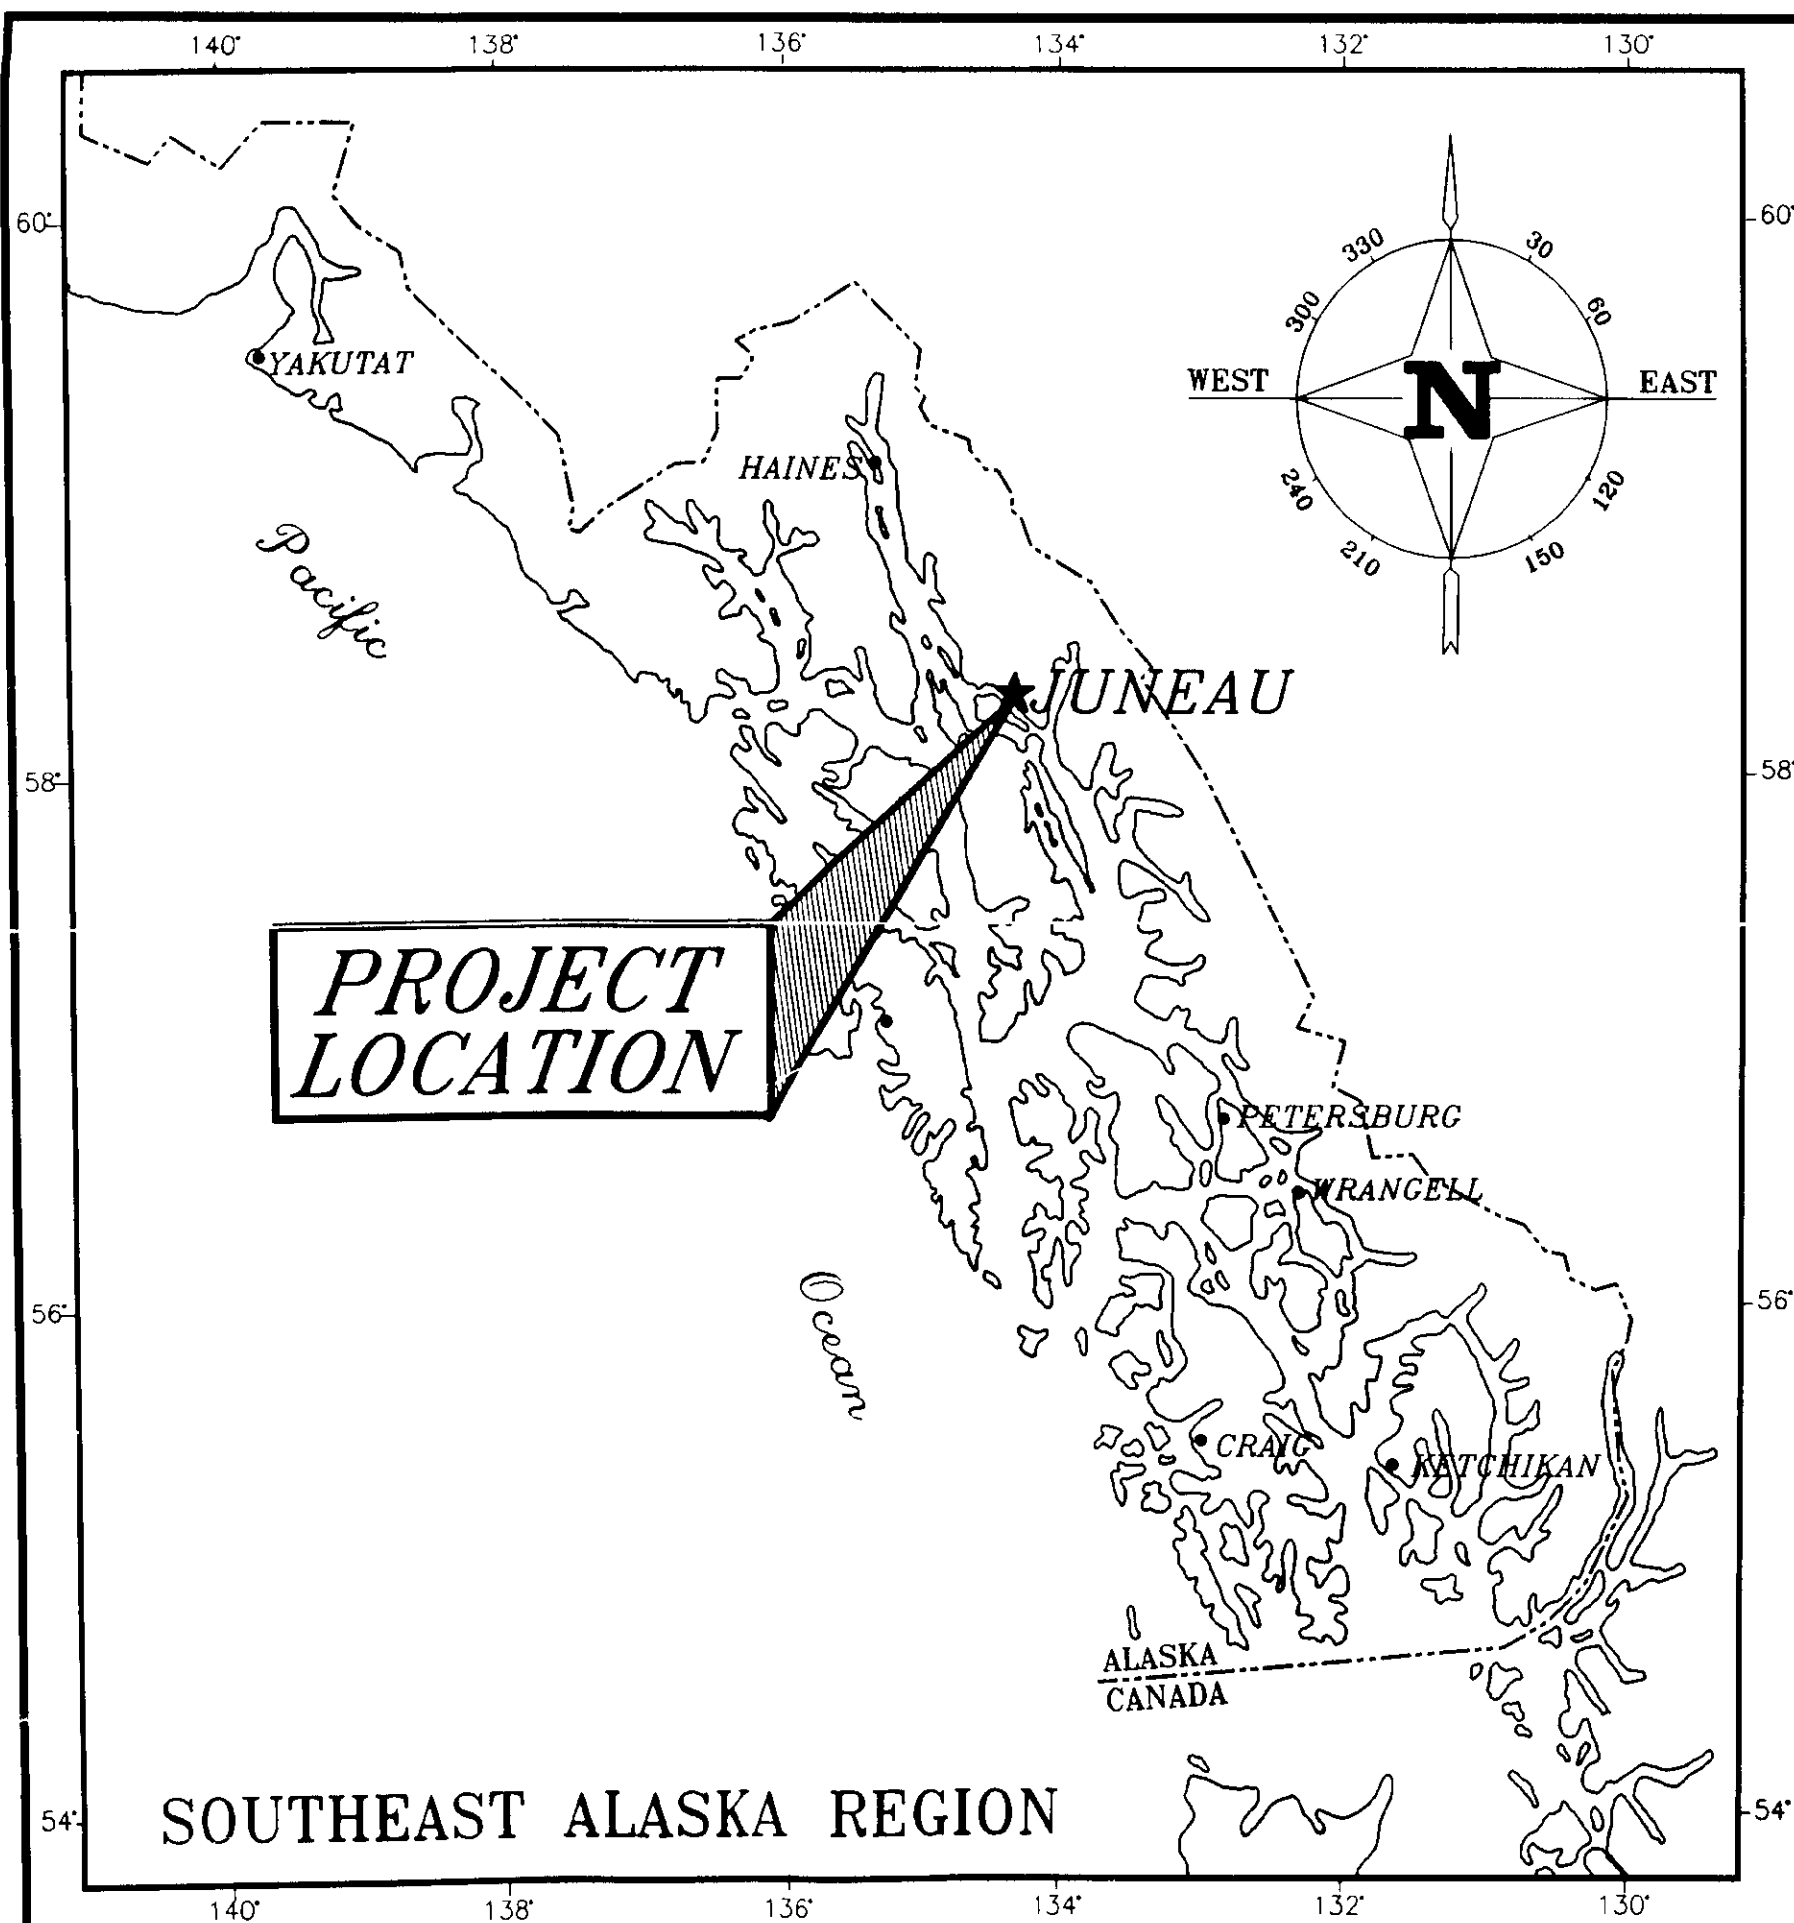 140° 138° 136° 134° 132° 130°
60° 60°
330 30
300 60
WEST N EAST
240 120
210 150
YAKUTAT
HAINES
Pacific
JUNEAU
58° 58°
PROJECT
LOCATION
PETERSBURG
WRANGELL
Ocean
56° 56°
CRAIG
KETCHIKAN
ALASKA
CANADA
SOUTHEAST ALASKA REGION
54° 54°
140° 138° 136° 134° 132° 130°